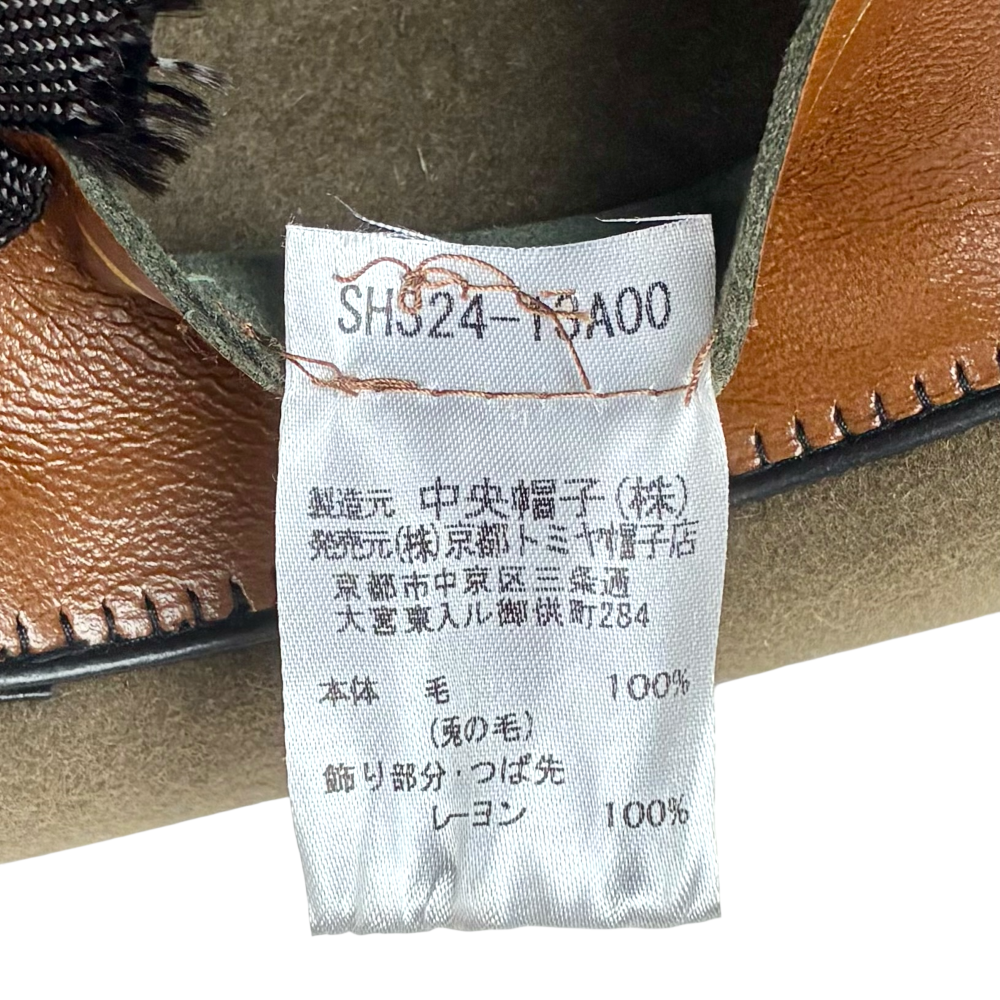 SHS24-13A00
製造元 中央帽子(株)
発売元(株)京都トミヤ帽子店
京都市中京区三条通
大宮東入ル御供町284
本体 毛 100%
(兎の毛)
飾り部分・つば先
レーヨン 100%